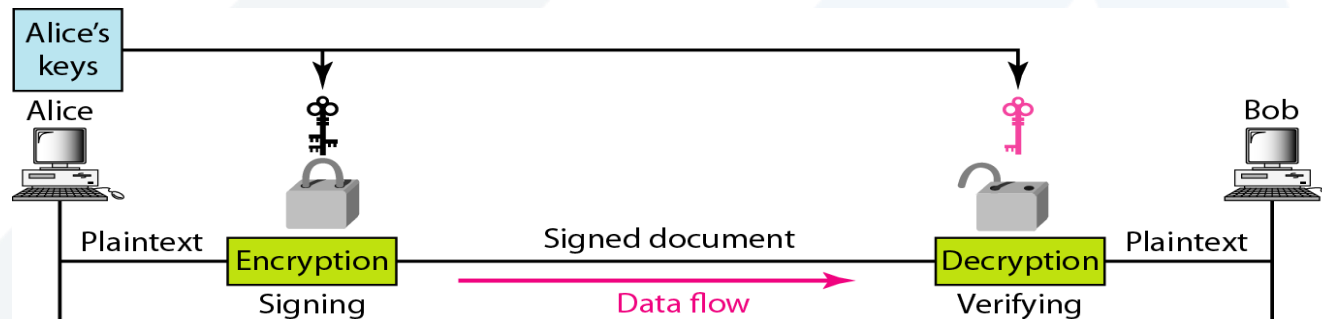 Alice's
keys
Alice
Bob
Plaintext
Encryption
Signing
Signed document
Data flow
Decryption
Verifying
Plaintext